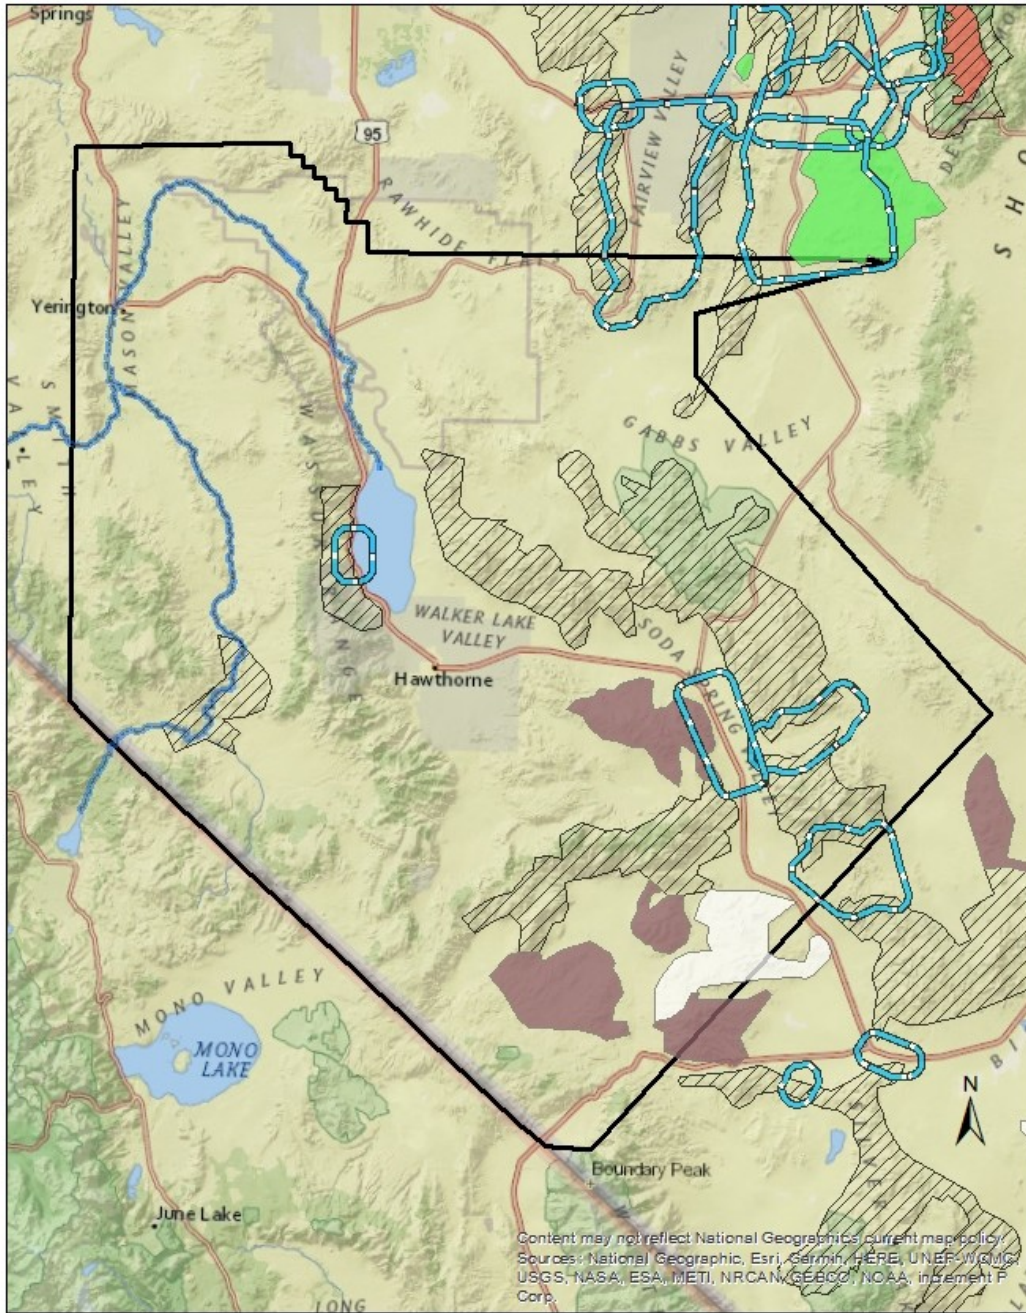 Springs
95
FAIRVIEW VALLEY
RAWHIDE FLATS
MASON VALLEY
Yerington
SMITH
VALLEY
GABBS VALLEY
WASSUK
RANGE
WALKER LAKE
VALLEY
SODA SPRING VALLEY
Hawthorne
MONO VALLEY
MONO
LAKE
N
SILVER
Boundary Peak
June Lake
LONG
Content may not reflect National Geographic's current map policy.
Sources: National Geographic, Esri, Garmin, HERE, UNEP-WCMC,
USGS, NASA, ESA, METI, NRCAN, GEBCO, NOAA, increment P
Corp.